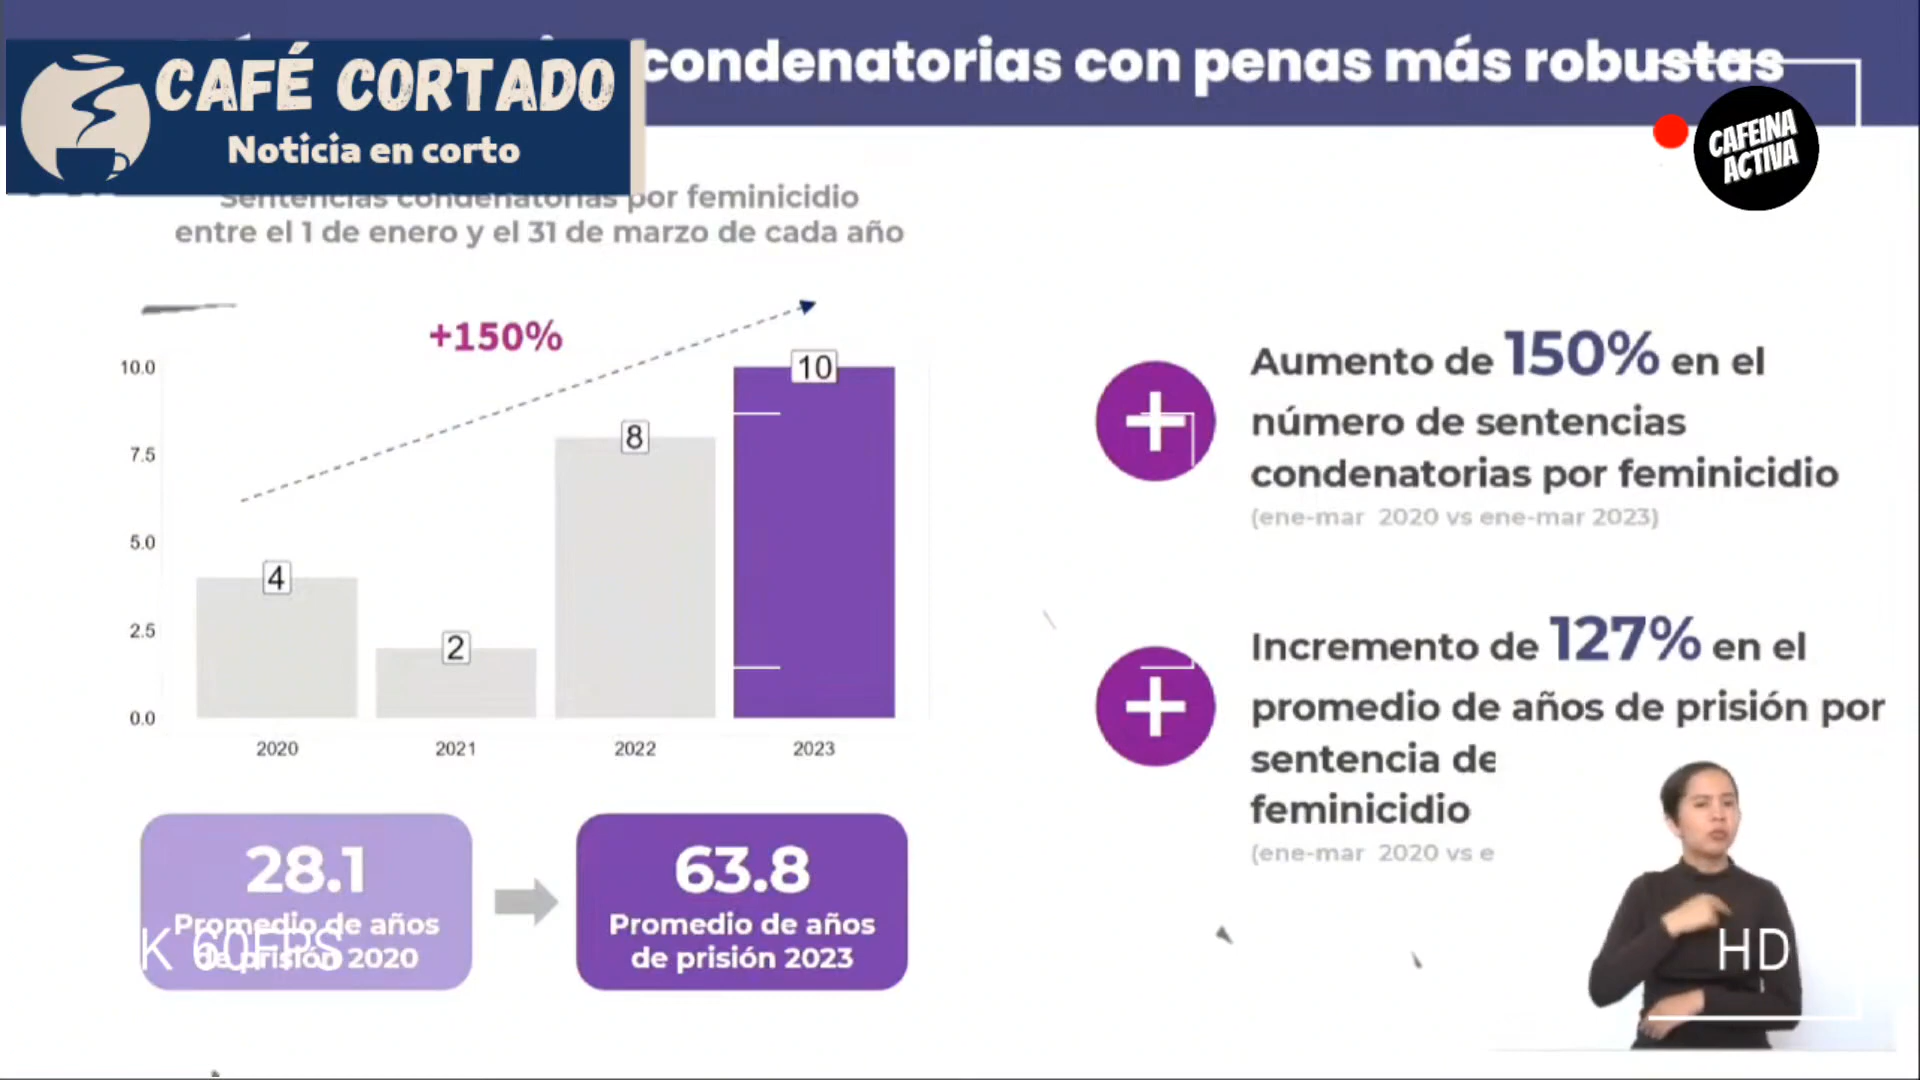 condenatorias con penas más robustas
CAFÉ CORTADO
Noticia en corto
CAFEINA
ACTIVA
Sentencias condenatorias por feminicidio
entre el 1 de enero y el 31 de marzo de cada año
+150%
10.0
7.5
5.0
2.5
0.0
4
2
8
10
2020
2021
2022
2023
28.1
Promedio de años
de prisión 2020
63.8
Promedio de años
de prisión 2023
K 60FPS
Aumento de 150% en el
número de sentencias
condenatorias por feminicidio
(ene-mar 2020 vs ene-mar 2023)
Incremento de 127% en el
promedio de años de prisión por
sentencia de
feminicidio
(ene-mar 2020 vs e
HD